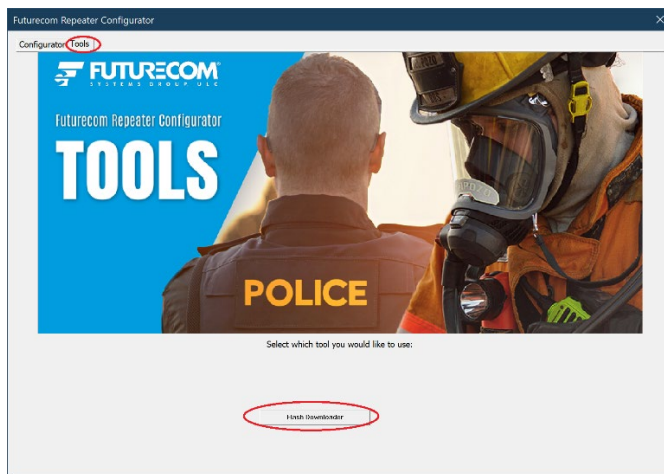 Futurecom Repeater Configurator
Configurator Tools
FUTURECOM
SYSTEMS GROUP ULC
Futurecom Repeater Configurator
TOOLS
POLICE
Select which tool you would like to use:
Flash Downloader